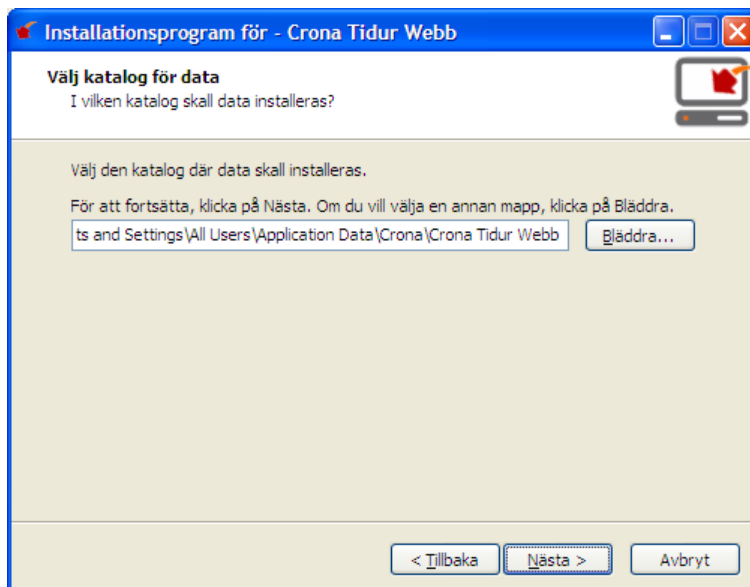 Installationsprogram för - Crona Tidur Webb
Välj katalog för data
I vilken katalog skall data installeras?
Välj den katalog där data skall installeras.
För att fortsätta, klicka på Nästa. Om du vill välja en annan mapp, klicka på Bläddra.
ts and Settings\All Users\Application Data\Crona\Crona Tidur Webb
Bläddra...
< Tillbaka
Nästa >
Avbryt